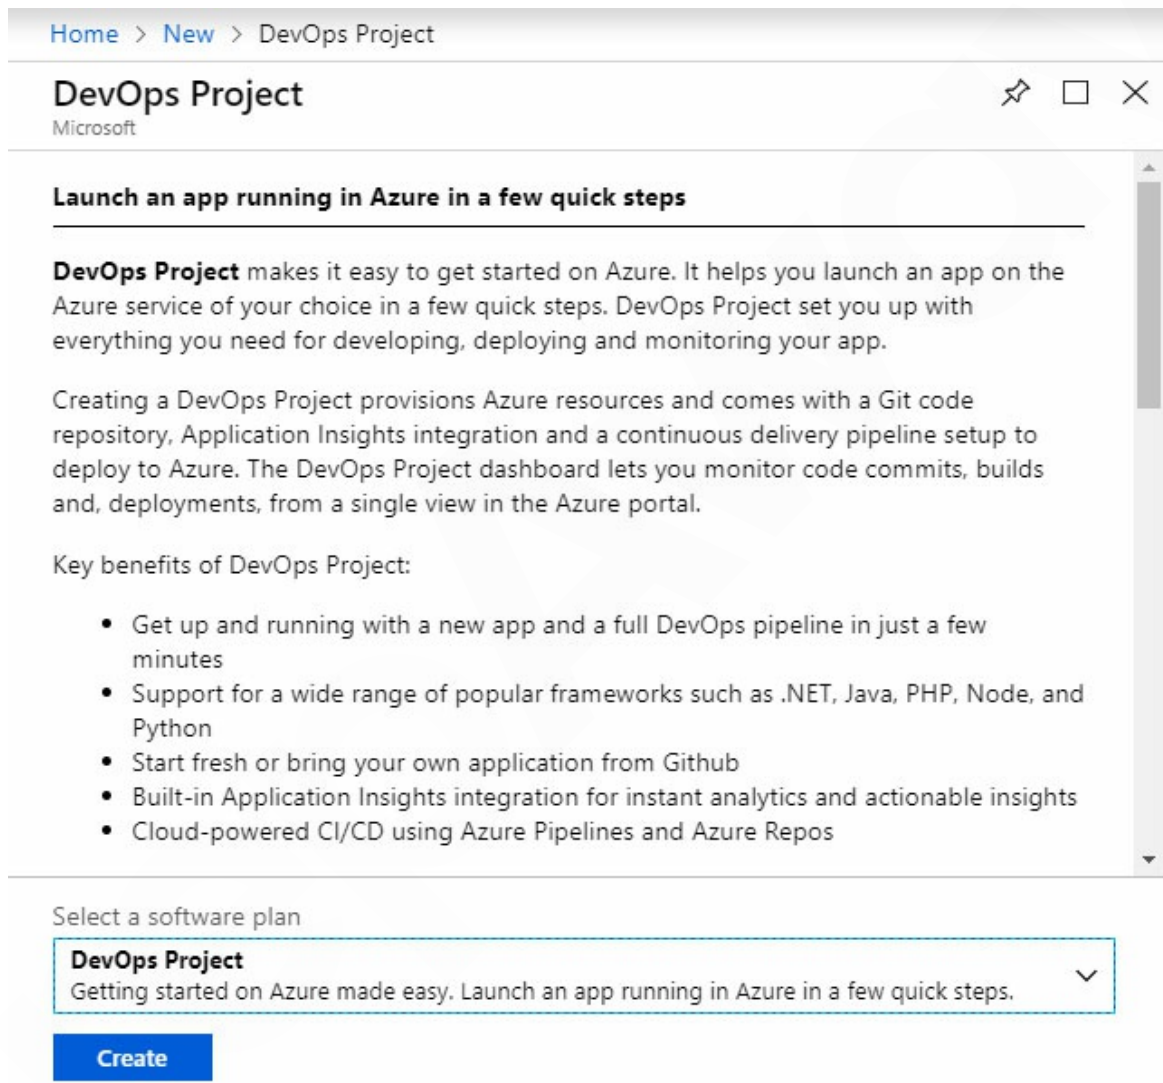 Home > New > DevOps Project
DevOps Project
Microsoft
Launch an app running in Azure in a few quick steps
DevOps Project makes it easy to get started on Azure. It helps you launch an app on the
Azure service of your choice in a few quick steps. DevOps Project set you up with
everything you need for developing, deploying and monitoring your app.
Creating a DevOps Project provisions Azure resources and comes with a Git code
repository, Application Insights integration and a continuous delivery pipeline setup to
deploy to Azure. The DevOps Project dashboard lets you monitor code commits, builds
and, deployments, from a single view in the Azure portal.
Key benefits of DevOps Project:
• Get up and running with a new app and a full DevOps pipeline in just a few
minutes
• Support for a wide range of popular frameworks such as .NET, Java, PHP, Node, and
Python
• Start fresh or bring your own application from Github
• Built-in Application Insights integration for instant analytics and actionable insights
• Cloud-powered CI/CD using Azure Pipelines and Azure Repos
Select a software plan
DevOps Project
Getting started on Azure made easy. Launch an app running in Azure in a few quick steps.
Create